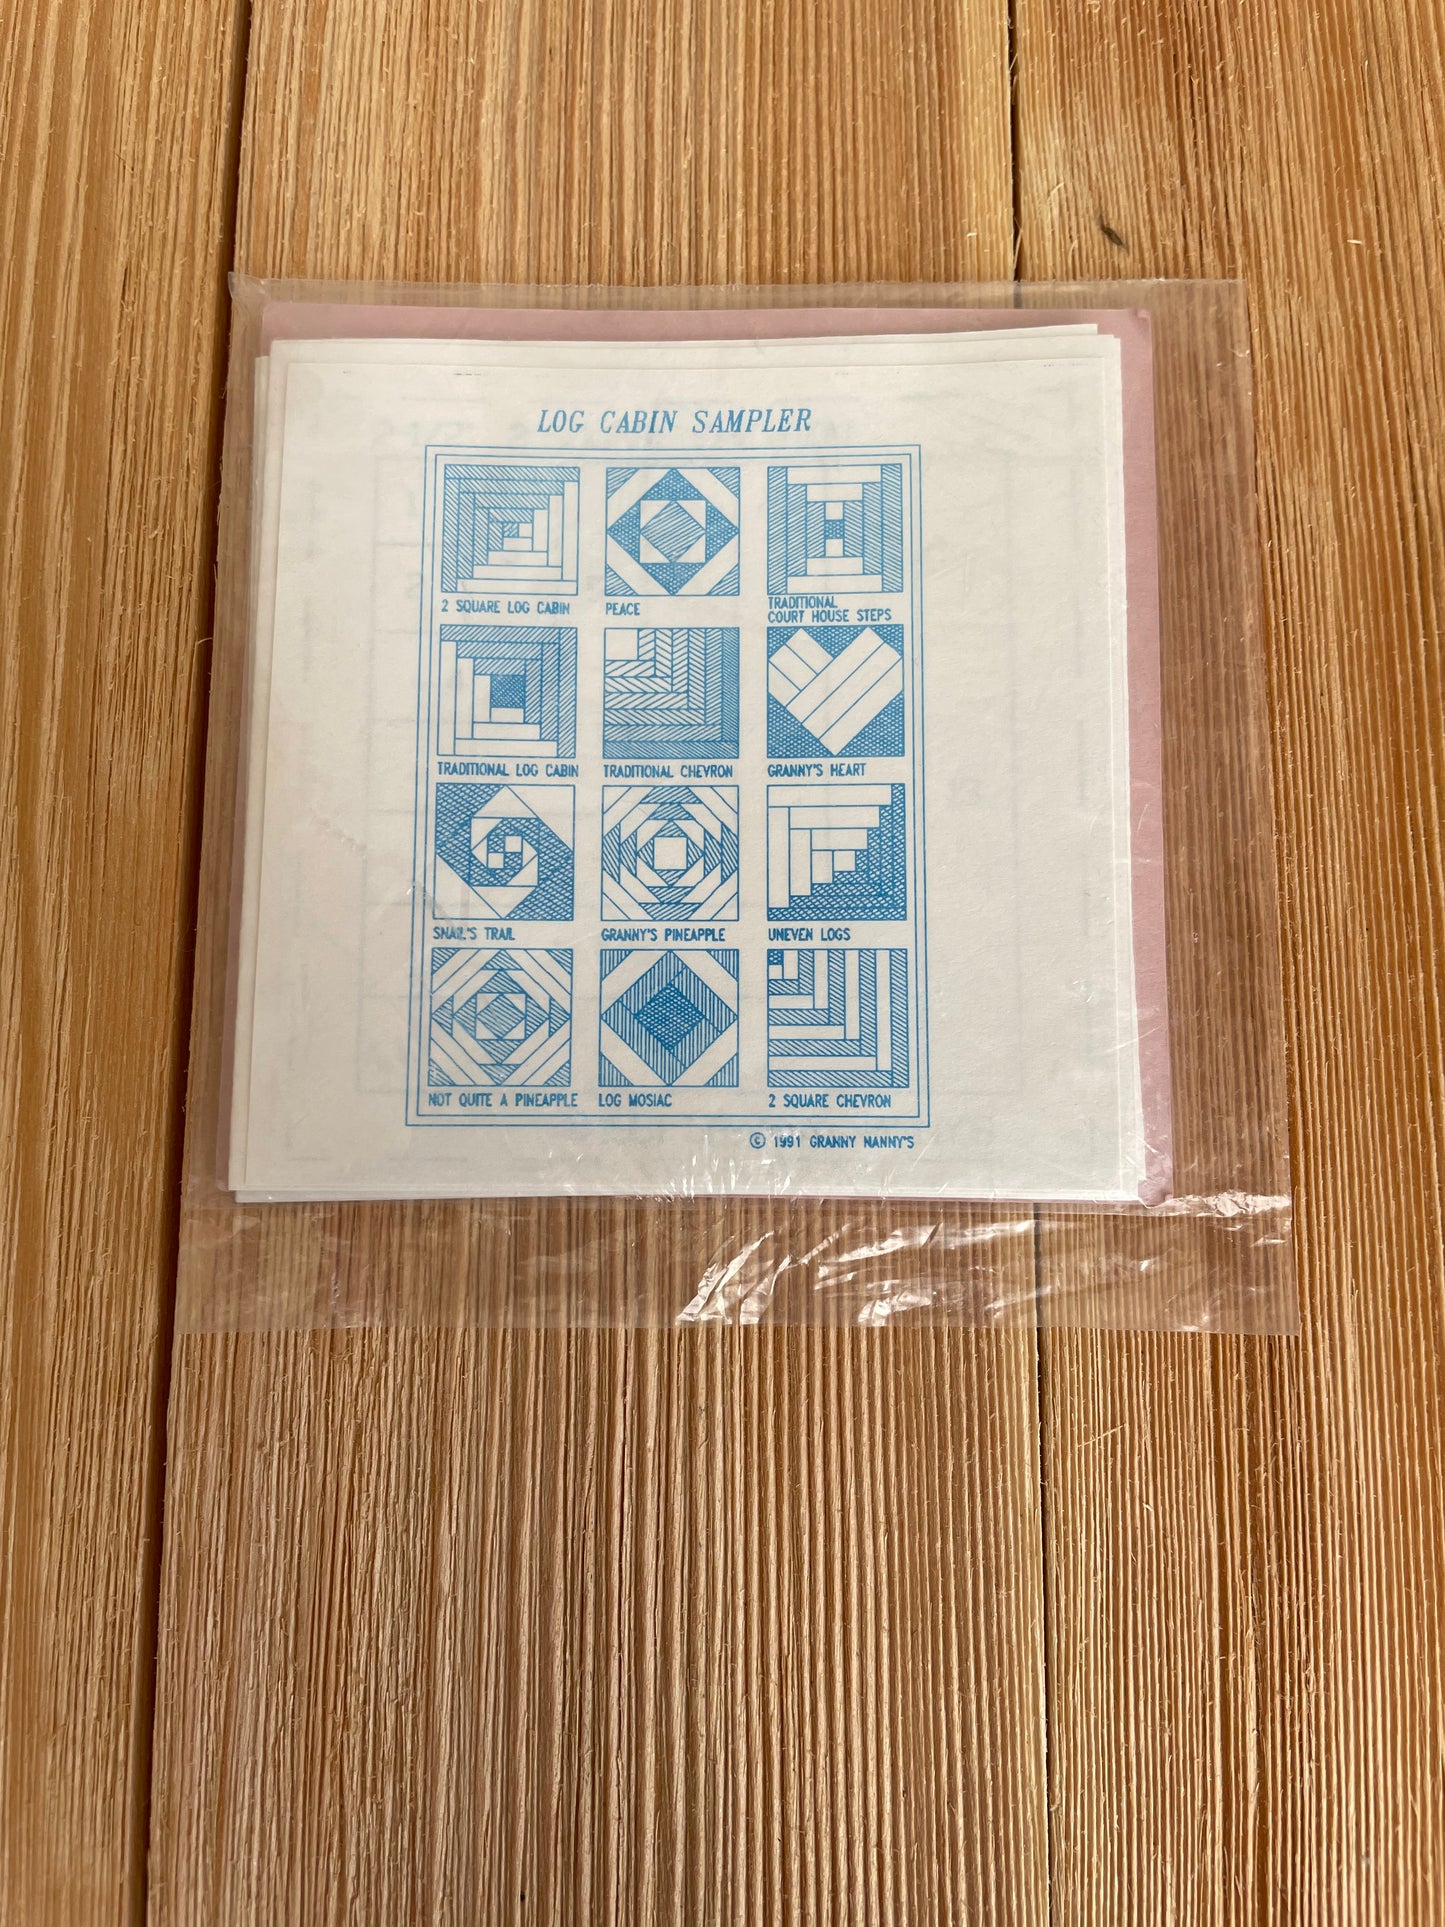 LOG CABIN SAMPLER
2 SQUARE LOG CABIN
PEACE
TRADITIONAL
COURT HOUSE STEPS
TRADITIONAL LOG CABIN
TRADITIONAL CHEVRON
GRANNY'S HEART
SNAIL'S TRAIL
GRANNY'S PINEAPPLE
UNEVEN LOGS
NOT QUITE A PINEAPPLE
LOG MOSIAC
2 SQUARE CHEVRON
© 1991 GRANNY NANNY'S